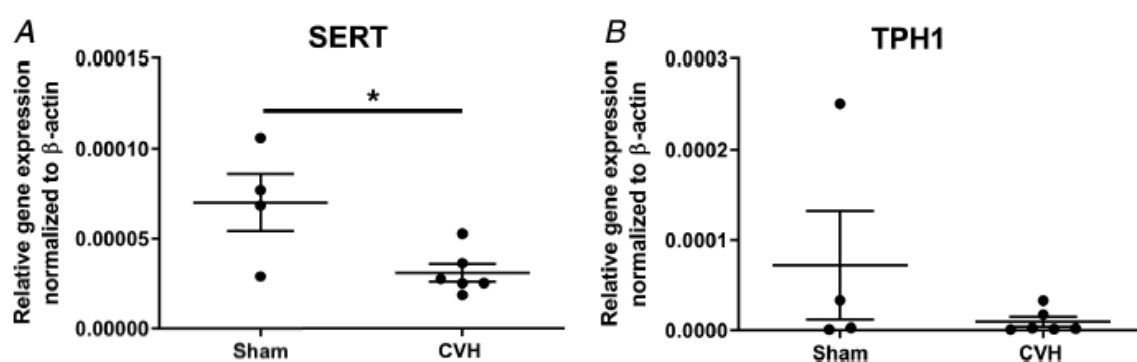 A
SERT
Relative gene expression
normalized to β-actin
0.00015
0.00010
0.00005
0.00000
*
Sham CVH
B
TPH1
Relative gene expression
normalized to β-actin
0.0003
0.0002
0.0001
0.0000
Sham CVH